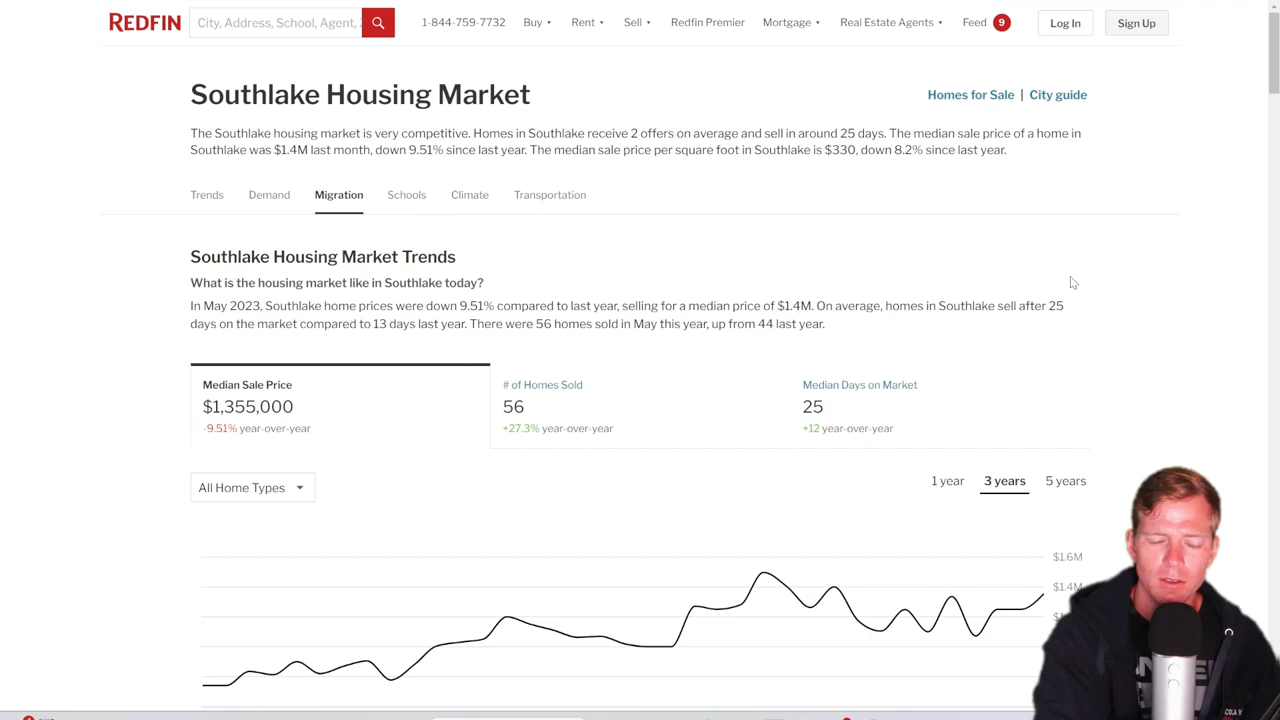 REDFIN
City, Address, School, Agent,
1-844-759-7732
Buy
Rent
Sell
Redfin Premier
Mortgage
Real Estate Agents
Feed
9
Log In
Sign Up
Southlake Housing Market
Homes for Sale | City guide
The Southlake housing market is very competitive. Homes in Southlake receive 2 offers on average and sell in around 25 days. The median sale price of a home in
Southlake was $1.4M last month, down 9.51% since last year. The median sale price per square foot in Southlake is $330, down 8.2% since last year.
Trends
Demand
Migration
Schools
Climate
Transportation
Southlake Housing Market Trends
What is the housing market like in Southlake today?
In May 2023, Southlake home prices were down 9.51% compared to last year, selling for a median price of $1.4M. On average, homes in Southlake sell after 25
days on the market compared to 13 days last year. There were 56 homes sold in May this year, up from 44 last year.
Median Sale Price
$1,355,000
-9.51% year-over-year
# of Homes Sold
56
+27.3% year-over-year
Median Days on Market
25
+12 year-over-year
All Home Types
1 year
3 years
5 years
$1.6M
$1.4M